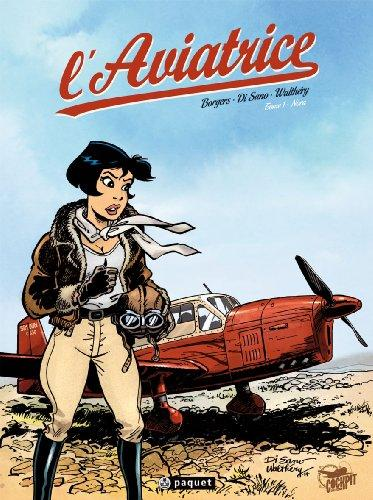 l'Aviatrice
Borgers · Di Sano · Walthéry
Tome 1 - Nora
Di Sano
Walthéry
paquet
COCKPIT